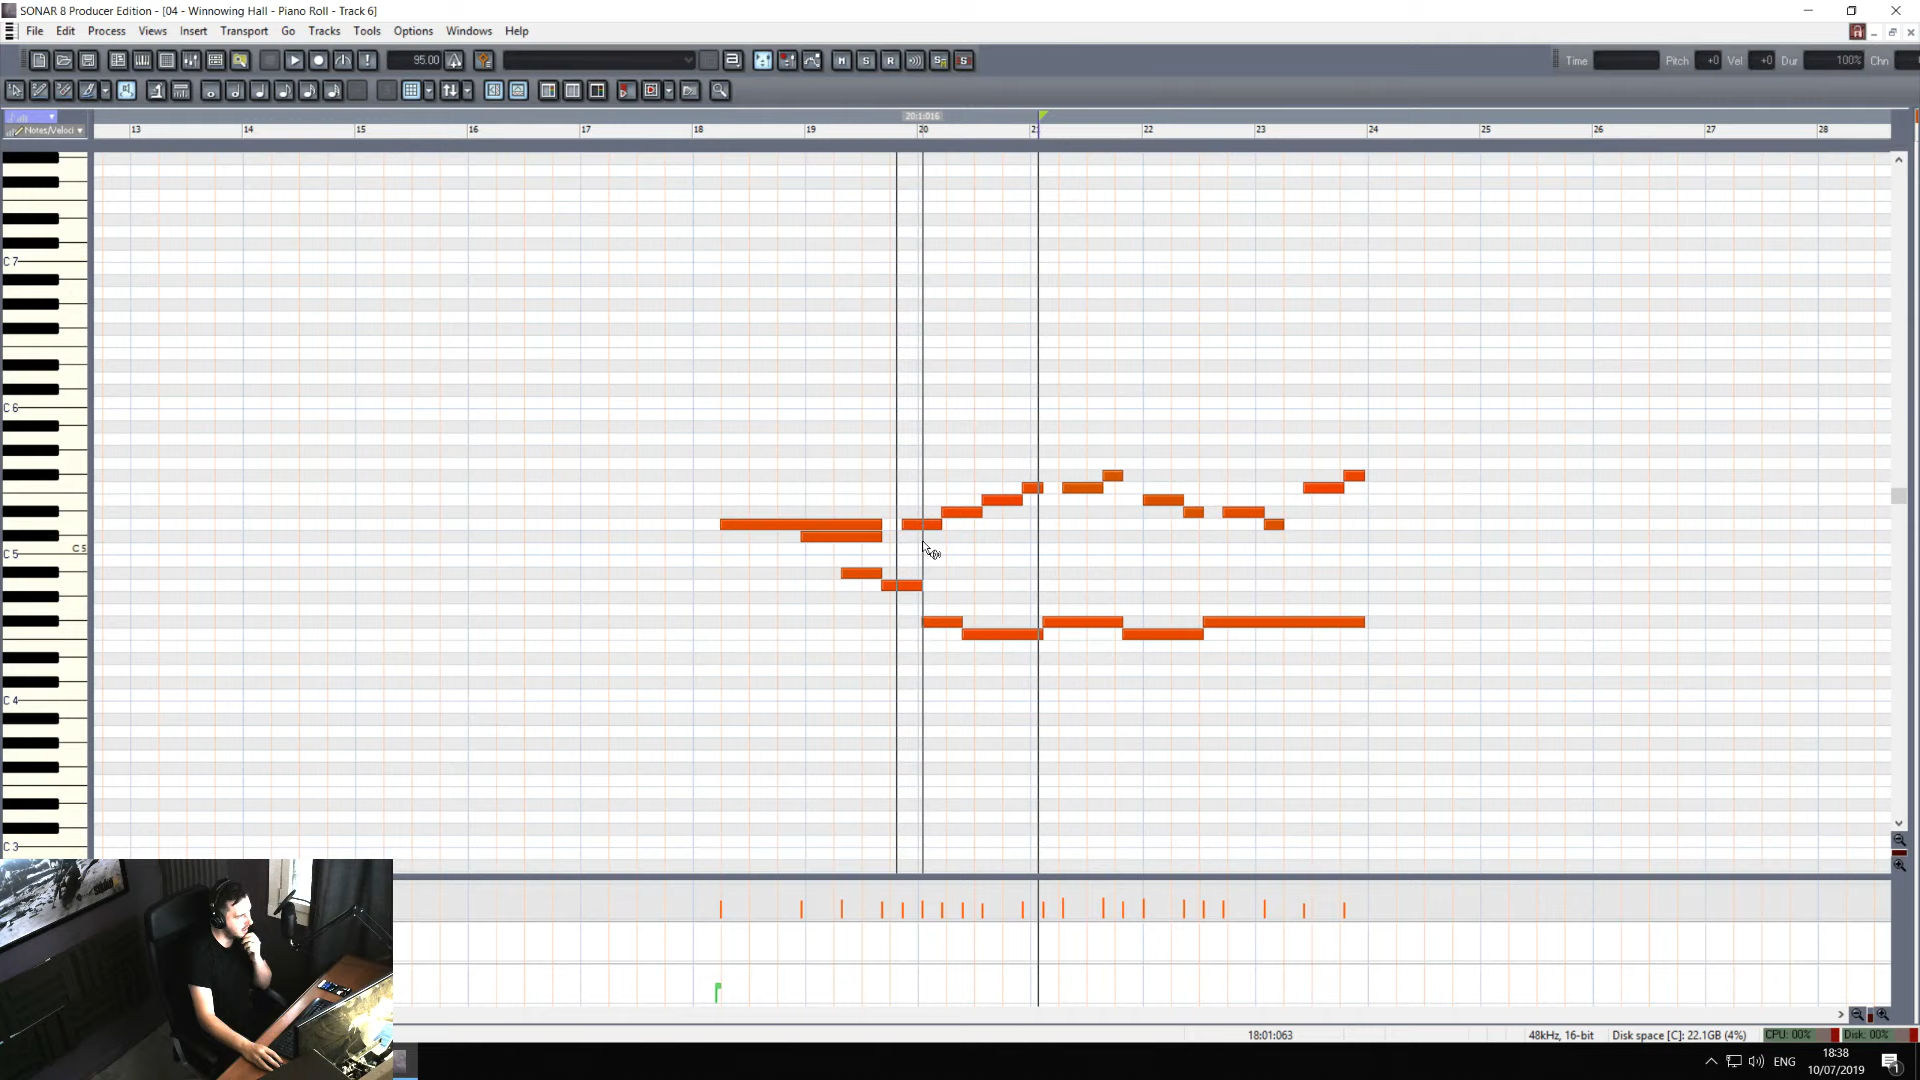 SONAR 8 Producer Edition - [04 - Winnowing Hall - Piano Roll - Track 6]
File Edit Process Views Insert Transport Go Tracks Tools Options Windows Help
95.00
Time Pitch +0 Vel +0 Dur 100% Chn
20:1:016
Notes/Veloci
13 14 15 16 17 18 19 20 21 22 23 24 25 26 27 28
C 7
C 6
C 5
C 5
C 4
C 3
18:01:063
48kHz, 16-bit
Disk space [C]: 22.1GB (4%)
CPU: 00%
Disk: 00%
ENG
18:38
10/07/2019
1